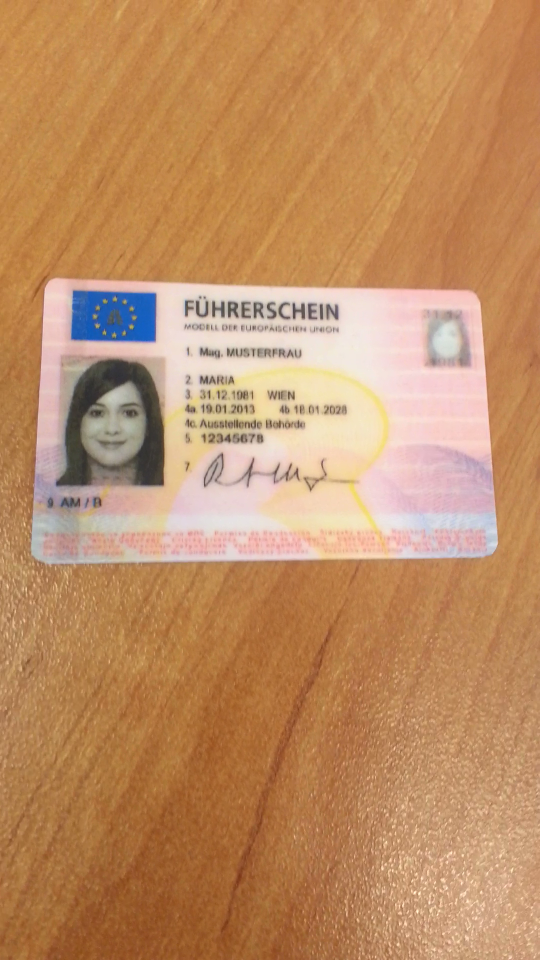 A
FÜHRERSCHEIN
MODELL DER EUROPÄISCHEN UNION
1. Mag. MUSTERFRAU
2. MARIA
3. 31.12.1981 WIEN
4a. 19.01.2013 4b 18.01.2028
4c. Ausstellende Behörde
5. 12345678
7.
9 AM / B